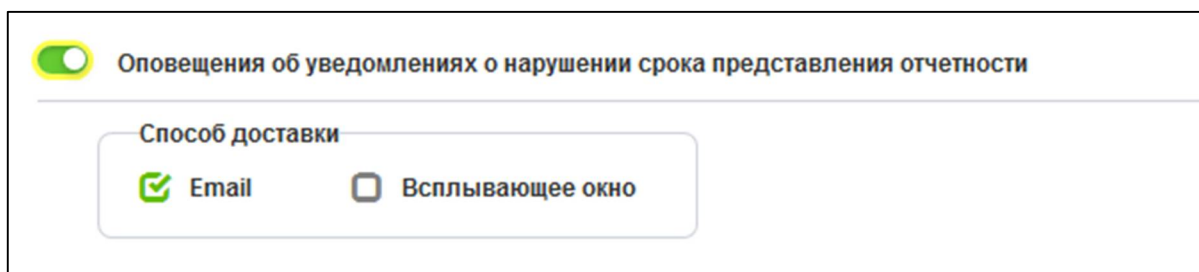 Оповещения об уведомлениях о нарушении срока представления отчетности
Способ доставки
Email Всплывающее окно